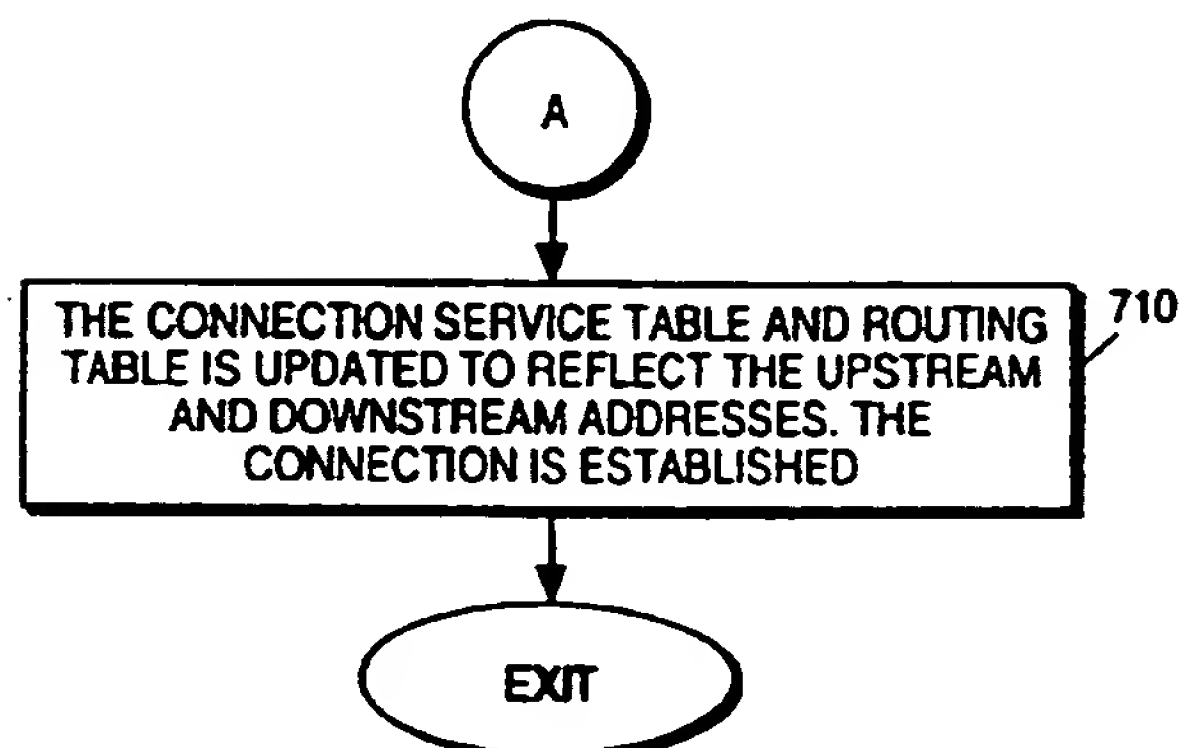 A
THE CONNECTION SERVICE TABLE AND ROUTING
TABLE IS UPDATED TO REFLECT THE UPSTREAM
AND DOWNSTREAM ADDRESSES. THE
CONNECTION IS ESTABLISHED
710
EXIT